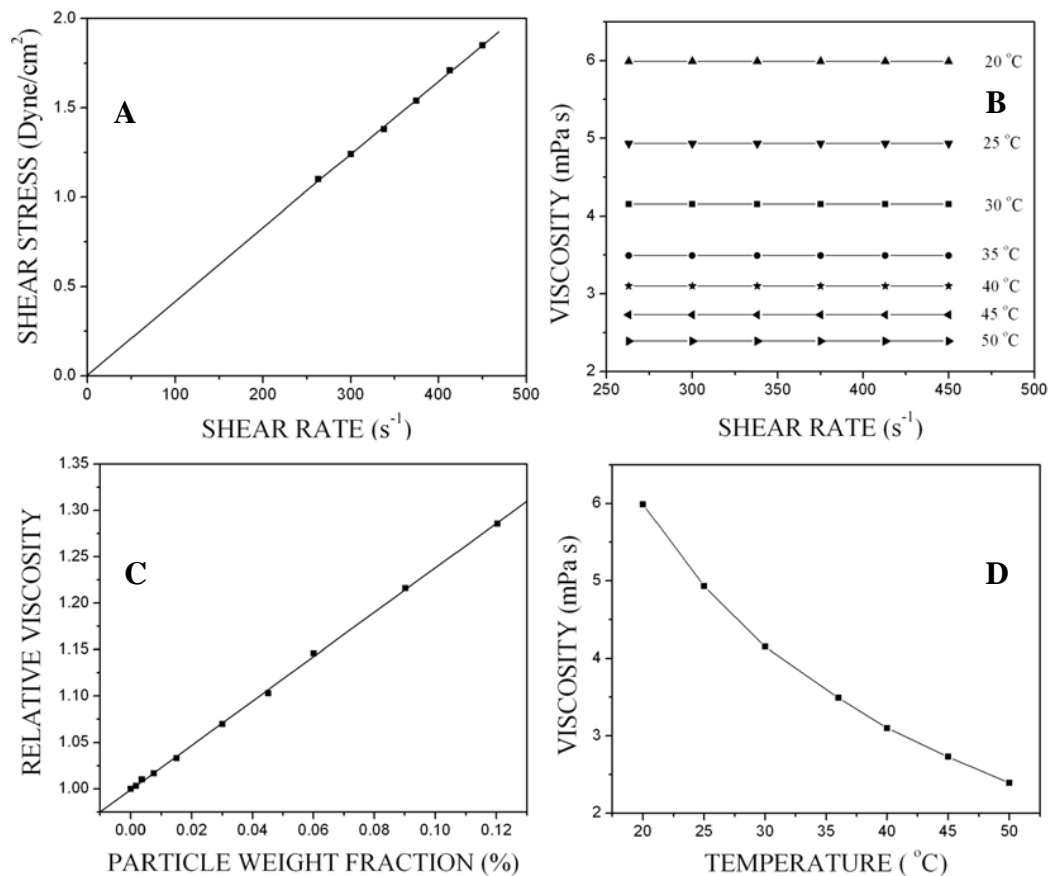 A
SHEAR STRESS (Dyne/cm²)
2.0
1.5
1.0
0.5
0.0
0 100 200 300 400 500
SHEAR RATE (s⁻¹)
B
VISCOSITY (mPa s)
6
5
4
3
2
20 °C
25 °C
30 °C
35 °C
40 °C
45 °C
50 °C
250 300 350 400 450 500
SHEAR RATE (s⁻¹)
C
RELATIVE VISCOSITY
1.35
1.30
1.25
1.20
1.15
1.10
1.05
1.00
0.00 0.02 0.04 0.06 0.08 0.10 0.12
PARTICLE WEIGHT FRACTION (%)
D
VISCOSITY (mPa s)
6
5
4
3
2
20 25 30 35 40 45 50
TEMPERATURE ( °C)